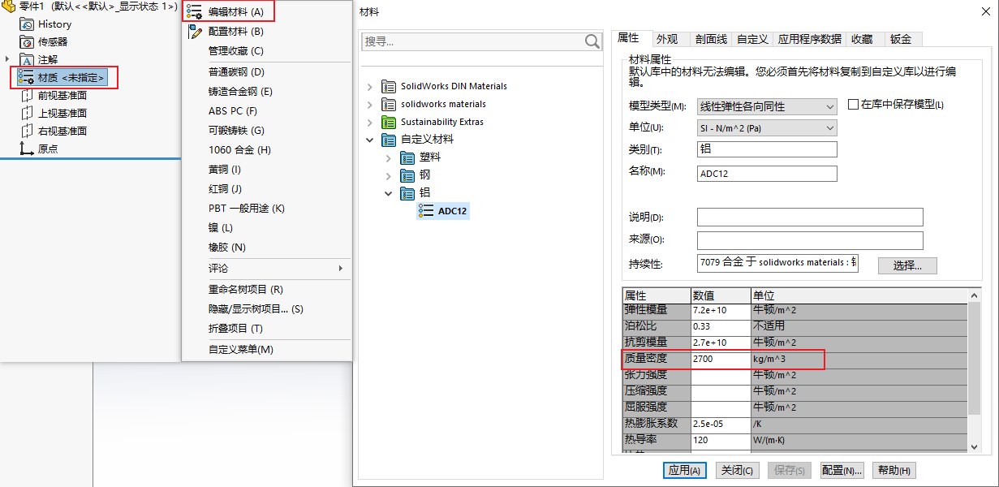 零件1 (默认<<默认>_显示状态 1>)
History
传感器
注解
材质 <未指定>
前视基准面
上视基准面
右视基准面
原点
编辑材料 (A)
配置材料 (B)
管理收藏 (C)
普通碳钢 (D)
铸造合金钢 (E)
ABS PC (F)
可锻铸铁 (G)
1060 合金 (H)
黄铜 (I)
红铜 (J)
PBT 一般用途 (K)
镍 (L)
橡胶 (N)
评论
重命名树项目 (R)
隐藏/显示树项目... (S)
折叠项目 (T)
自定义菜单(M)
材料
搜寻...
SolidWorks DIN Materials
solidworks materials
Sustainability Extras
自定义材料
塑料
钢
铝
ADC12
属性 外观 剖面线 自定义 应用程序数据 收藏 钣金
材料属性
默认库中的材料无法编辑。您必须首先将材料复制到自定义库以进行编
辑。
模型类型(M): 线性弹性各向同性 在库中保存模型(L)
单位(U): SI - N/m^2 (Pa)
类别(T): 铝
名称(M): ADC12
说明(D):
来源(O):
持续性: 7079 合金 于 solidworks materials : 选择...
属性 数值 单位
弹性模量 7.2e+10 牛顿/m^2
泊松比 0.33 不适用
抗剪模量 2.7e+10 牛顿/m^2
质量密度 2700 kg/m^3
张力强度 牛顿/m^2
压缩强度 牛顿/m^2
屈服强度 牛顿/m^2
热膨胀系数 2.5e-05 /K
热导率 120 W/(m·K)
应用(A) 关闭(C) 保存(S) 配置(N)... 帮助(H)